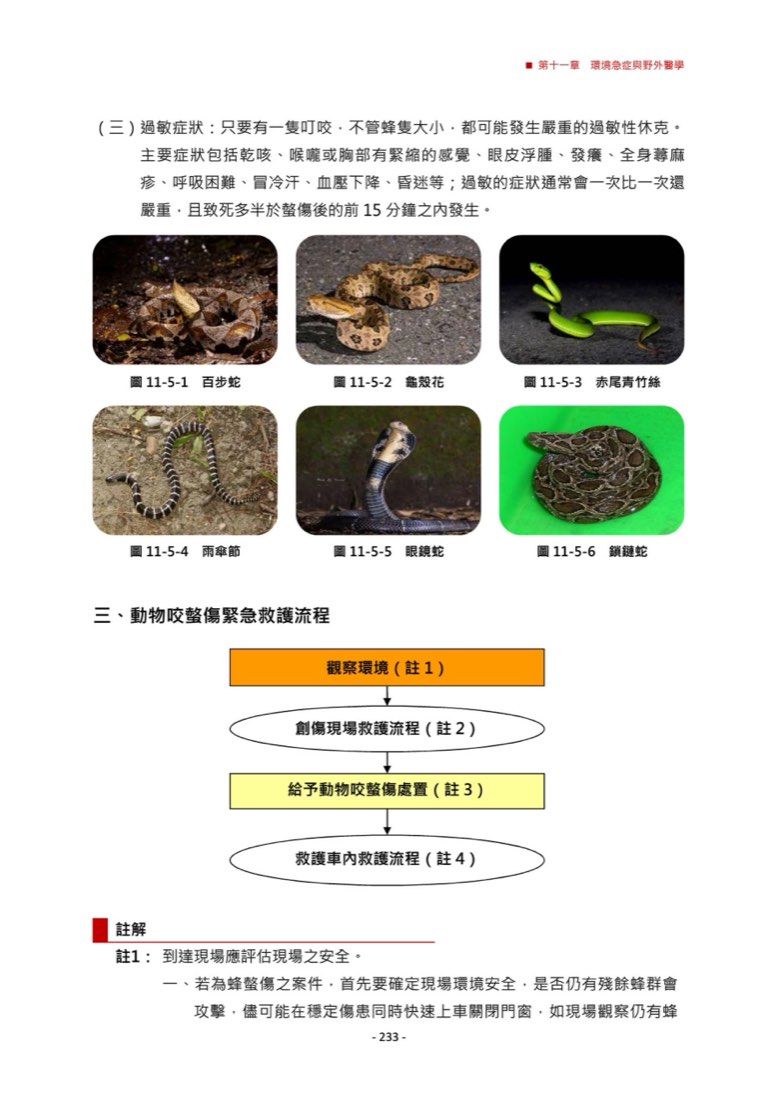 ■ 第十一章 環境急症與野外醫學
(三)過敏症狀：只要有一隻叮咬，不管蜂隻大小，都可能發生嚴重的過敏性休克。
主要症狀包括乾咳、喉嚨或胸部有緊縮的感覺、眼皮浮腫、發癢、全身蕁麻
疹、呼吸困難、冒冷汗、血壓下降、昏迷等；過敏的症狀通常會一次比一次還
嚴重，且致死多半於螫傷後的前 15 分鐘之內發生。
圖 11-5-1 百步蛇
圖 11-5-2 龜殼花
圖 11-5-3 赤尾青竹絲
圖 11-5-4 雨傘節
圖 11-5-5 眼鏡蛇
圖 11-5-6 鎖鏈蛇
三、動物咬螫傷緊急救護流程
觀察環境(註 1)
創傷現場救護流程(註 2)
給予動物咬螫傷處置(註 3)
救護車內救護流程(註 4)
註解
註1： 到達現場應評估現場之安全。
一、若為蜂螫傷之案件，首先要確定現場環境安全，是否仍有殘餘蜂群會
攻擊，儘可能在穩定傷患同時快速上車關閉門窗，如現場觀察仍有蜂
- 233 -